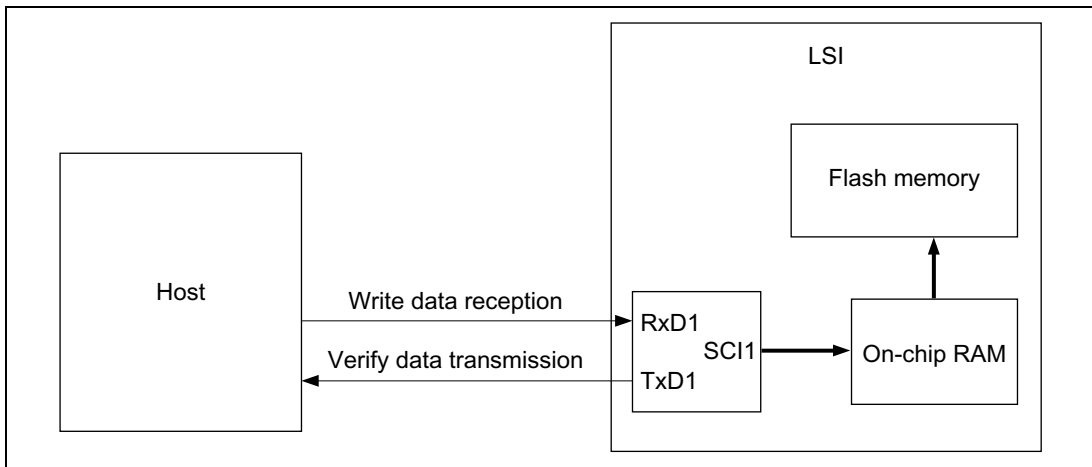 LSI
Flash memory
Host
Write data reception
RxD1
SCI1
On-chip RAM
Verify data transmission
TxD1